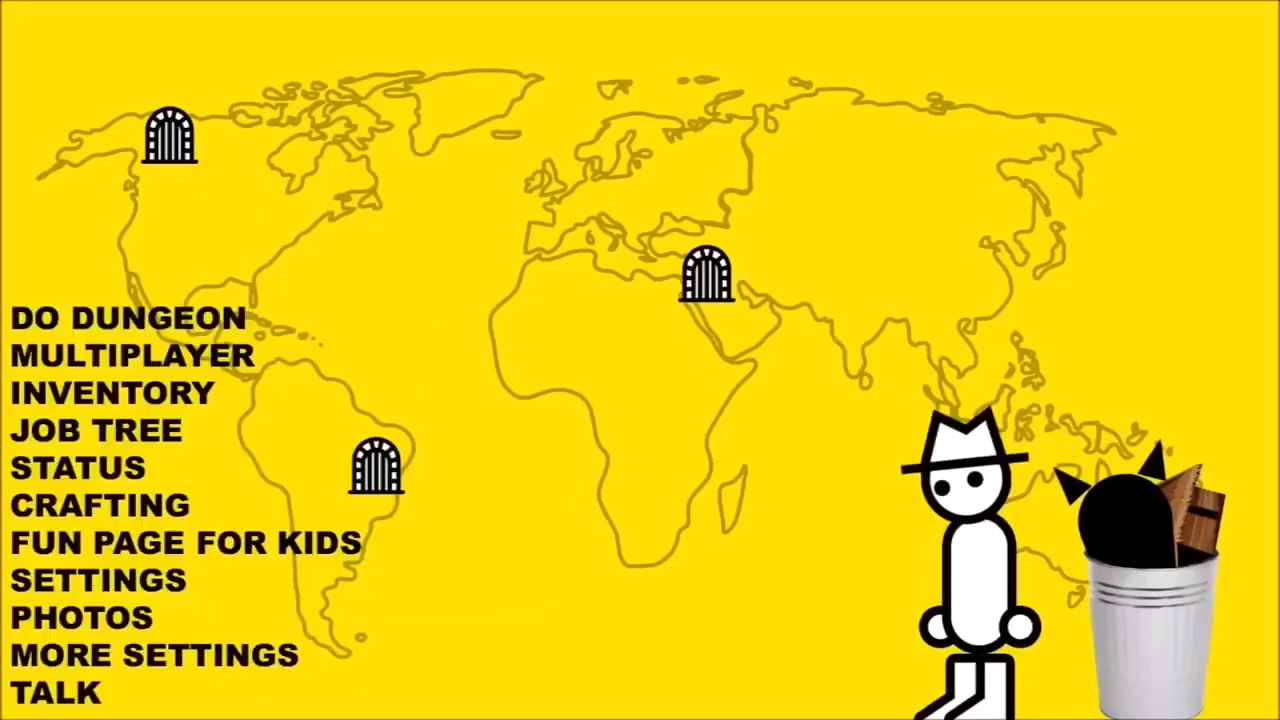 DO DUNGEON
MULTIPLAYER
INVENTORY
JOB TREE
STATUS
CRAFTING
FUN PAGE FOR KIDS
SETTINGS
PHOTOS
MORE SETTINGS
TALK